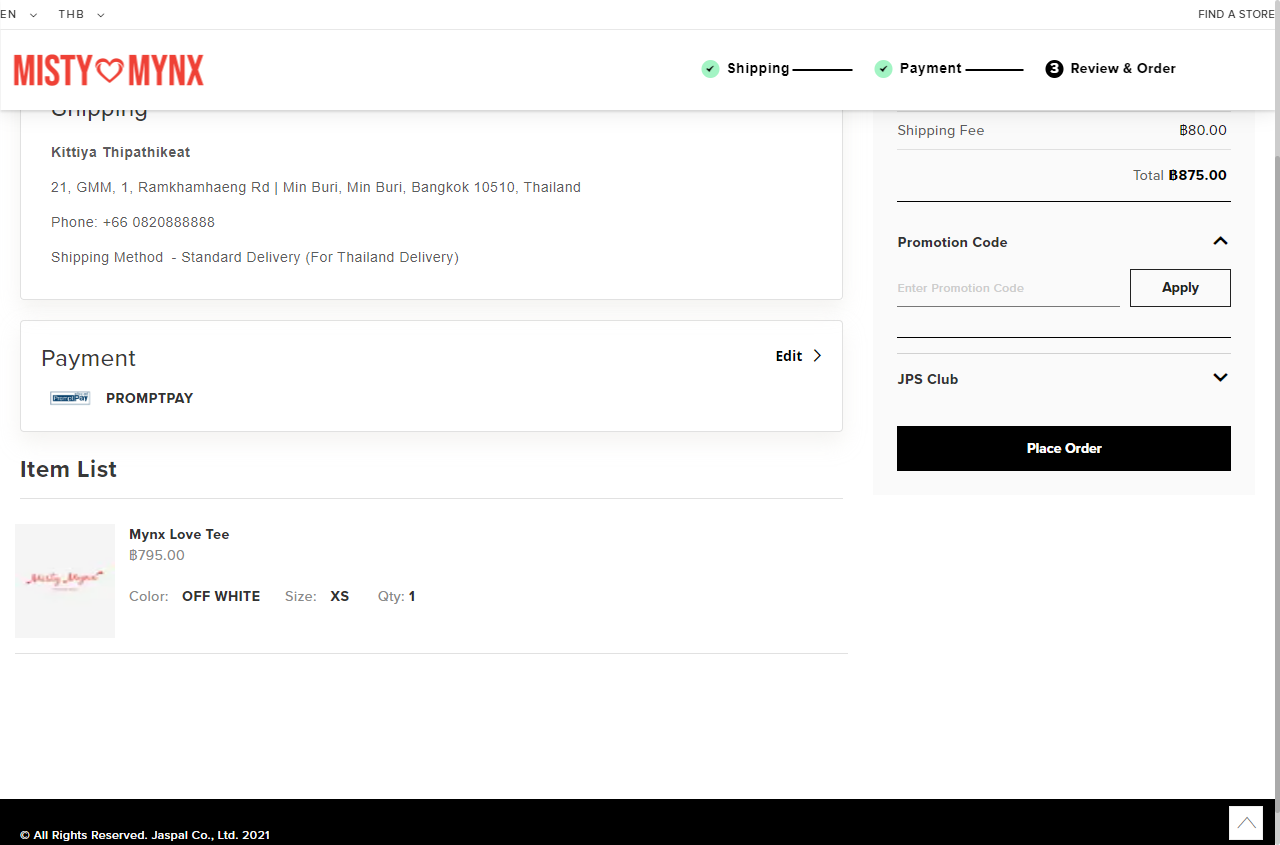 EN THB FIND A STORE
MISTY MYNX
Shipping Payment 3 Review & Order
Shipping
Kittiya Thipathikeat
21, GMM, 1, Ramkhamhaeng Rd | Min Buri, Min Buri, Bangkok 10510, Thailand
Phone: +66 0820888888
Shipping Method - Standard Delivery (For Thailand Delivery)
Payment
Edit
PromptPay PROMPTPAY
Item List
Mynx Love Tee
฿795.00
Misty Mynx
Color: OFF WHITE Size: XS Qty: 1
Shipping Fee ฿80.00
Total ฿875.00
Promotion Code
Enter Promotion Code Apply
JPS Club
Place Order
© All Rights Reserved. Jaspal Co., Ltd. 2021